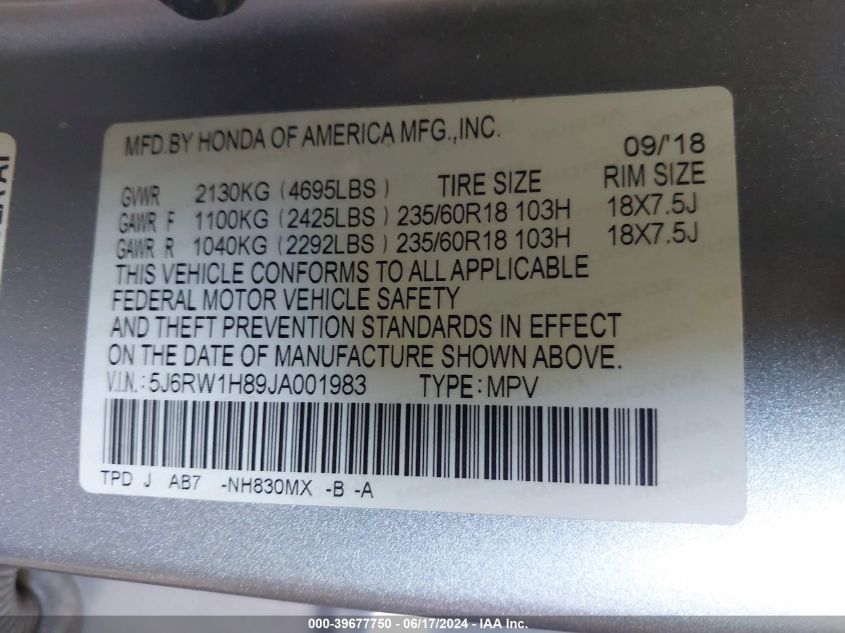 MFD.BY HONDA OF AMERICA MFG.,INC.
09/'18
GVWR 2130KG (4695LBS) TIRE SIZE RIM SIZE
GAWR F 1100KG (2425LBS) 235/60R18 103H 18X7.5J
GAWR R 1040KG (2292LBS) 235/60R18 103H 18X7.5J
THIS VEHICLE CONFORMS TO ALL APPLICABLE
FEDERAL MOTOR VEHICLE SAFETY
AND THEFT PREVENTION STANDARDS IN EFFECT
ON THE DATE OF MANUFACTURE SHOWN ABOVE.
V.I.N.: 5J6RW1H89JA001983 TYPE: MPV
TPD J AB7 -NH830MX -B -A
000-39677750 - 06/17/2024 - IAA Inc.